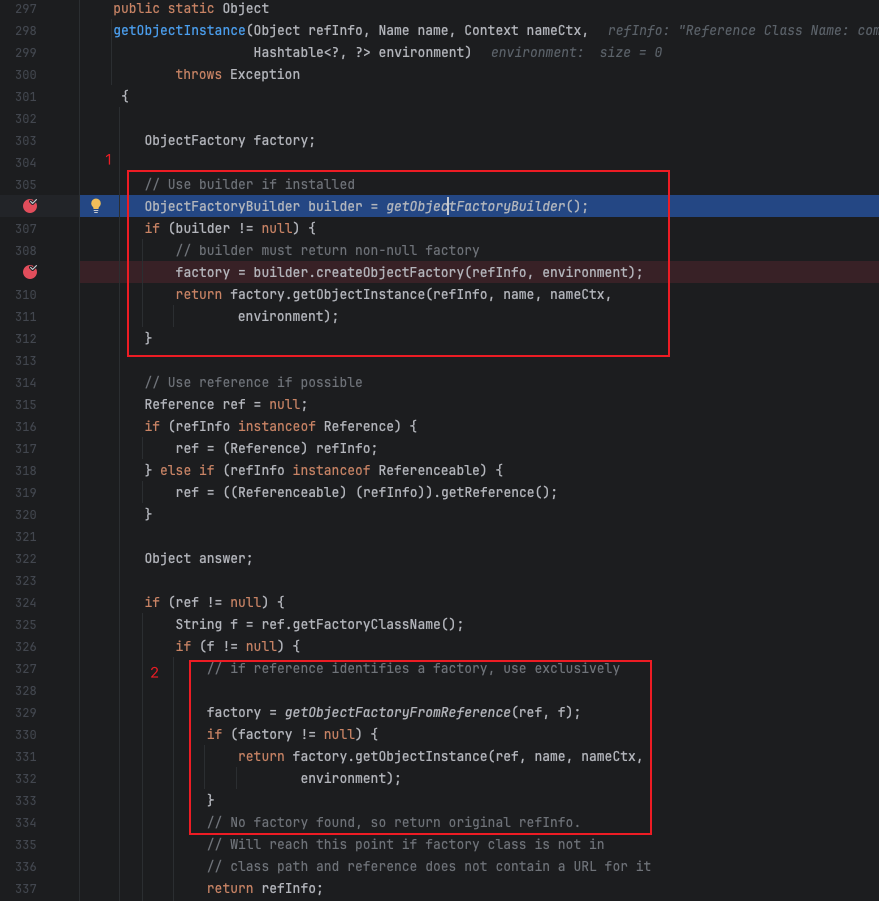 297 public static Object
298 getObjectInstance(Object refInfo, Name name, Context nameCtx, refInfo: "Reference Class Name: com
299 Hashtable<?, ?> environment) environment: size = 0
300 throws Exception
301 {
302
303 ObjectFactory factory;
304
1
305 // Use builder if installed
ObjectFactoryBuilder builder = getObjectFactoryBuilder();
307 if (builder != null) {
308 // builder must return non-null factory
factory = builder.createObjectFactory(refInfo, environment);
310 return factory.getObjectInstance(refInfo, name, nameCtx,
311 environment);
312 }
313
314 // Use reference if possible
315 Reference ref = null;
316 if (refInfo instanceof Reference) {
317 ref = (Reference) refInfo;
318 } else if (refInfo instanceof Referenceable) {
319 ref = ((Referenceable) (refInfo)).getReference();
320 }
321
322 Object answer;
323
324 if (ref != null) {
325 String f = ref.getFactoryClassName();
326 if (f != null) {
2
327 // if reference identifies a factory, use exclusively
328
329 factory = getObjectFactoryFromReference(ref, f);
330 if (factory != null) {
331 return factory.getObjectInstance(ref, name, nameCtx,
332 environment);
333 }
334 // No factory found, so return original refInfo.
335 // Will reach this point if factory class is not in
336 // class path and reference does not contain a URL for it
337 return refInfo;